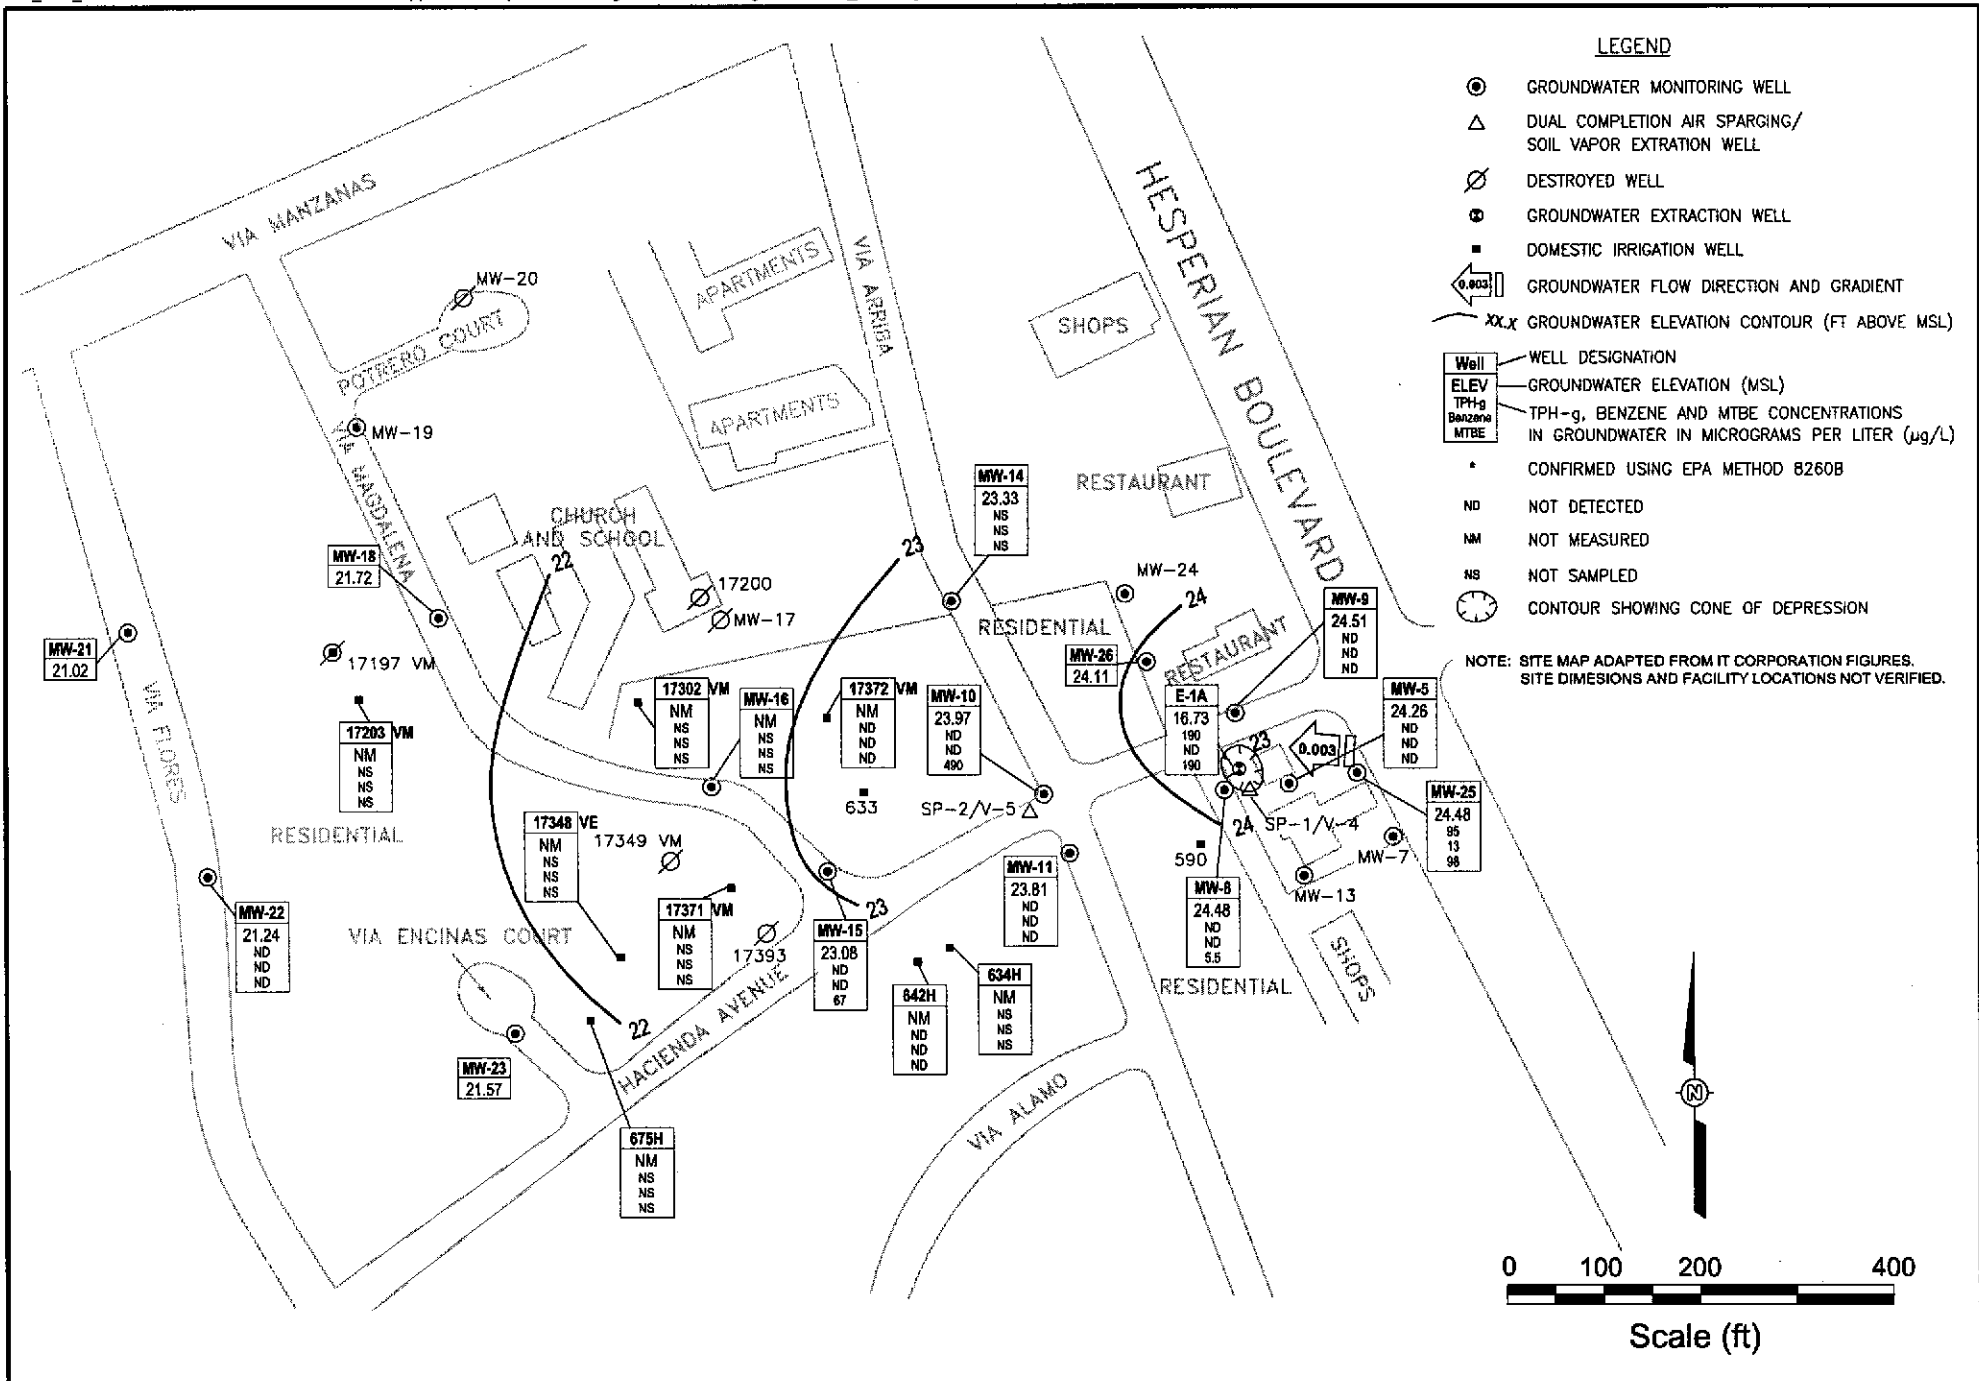 LEGEND
GROUNDWATER MONITORING WELL
DUAL COMPLETION AIR SPARGING/
SOIL VAPOR EXTRATION WELL
DESTROYED WELL
GROUNDWATER EXTRACTION WELL
DOMESTIC IRRIGATION WELL
0.003 GROUNDWATER FLOW DIRECTION AND GRADIENT
XX.X GROUNDWATER ELEVATION CONTOUR (FT ABOVE MSL)
Well
ELEV
TPH-g
Benzene
MTBE
WELL DESIGNATION
GROUNDWATER ELEVATION (MSL)
TPH-g, BENZENE AND MTBE CONCENTRATIONS
IN GROUNDWATER IN MICROGRAMS PER LITER (µg/L)
* CONFIRMED USING EPA METHOD 8260B
ND NOT DETECTED
NM NOT MEASURED
NS NOT SAMPLED
CONTOUR SHOWING CONE OF DEPRESSION
NOTE: SITE MAP ADAPTED FROM IT CORPORATION FIGURES.
SITE DIMESIONS AND FACILITY LOCATIONS NOT VERIFIED.
VIA MANZANAS
MW-20
POTRERO COURT
MW-19
VIA MAGDALENA
APARTMENTS
APARTMENTS
VIA ARRIBA
HESPERIAN BOULEVARD
SHOPS
RESTAURANT
CHURCH
AND SCHOOL
22
23
MW-14
23.33
NS
NS
NS
MW-18
21.72
17200
MW-17
MW-24
24
RESIDENTIAL
RESTAURANT
MW-9
24.51
ND
ND
ND
MW-21
21.02
17197 VM
VIA FLORES
MW-26
24.11
17203 VM
NM
NS
NS
NS
17302 VM
NM
NS
NS
NS
MW-16
NM
NS
NS
NS
17372 VM
NM
ND
ND
ND
MW-10
23.97
ND
ND
490
E-1A
16.73
190
ND
190
MW-5
24.26
ND
ND
ND
23
0.003
MW-25
24.48
95
13
98
633
SP-2/V-5
24
SP-1/V-4
MW-7
MW-13
590
RESIDENTIAL
17348 VE
NM
NS
NS
NS
17349 VM
17371 VM
NM
NS
NS
NS
17393
23
MW-11
23.81
ND
ND
ND
MW-8
24.48
ND
ND
5.5
SHOPS
RESIDENTIAL
MW-22
21.24
ND
ND
ND
VIA ENCINAS COURT
MW-15
23.08
ND
ND
67
634H
NM
NS
NS
NS
642H
NM
ND
ND
ND
22
HACIENDA AVENUE
MW-23
21.57
VIA ALAMO
675H
NM
NS
NS
NS
N
0 100 200 400
Scale (ft)